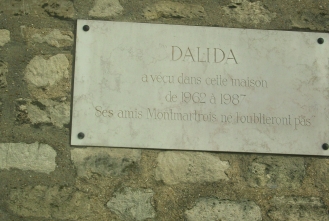 DALIDA
a vécu dans cette maison
de 1962 à 1987
Ses amis Montmartrois ne l'oublieront pas